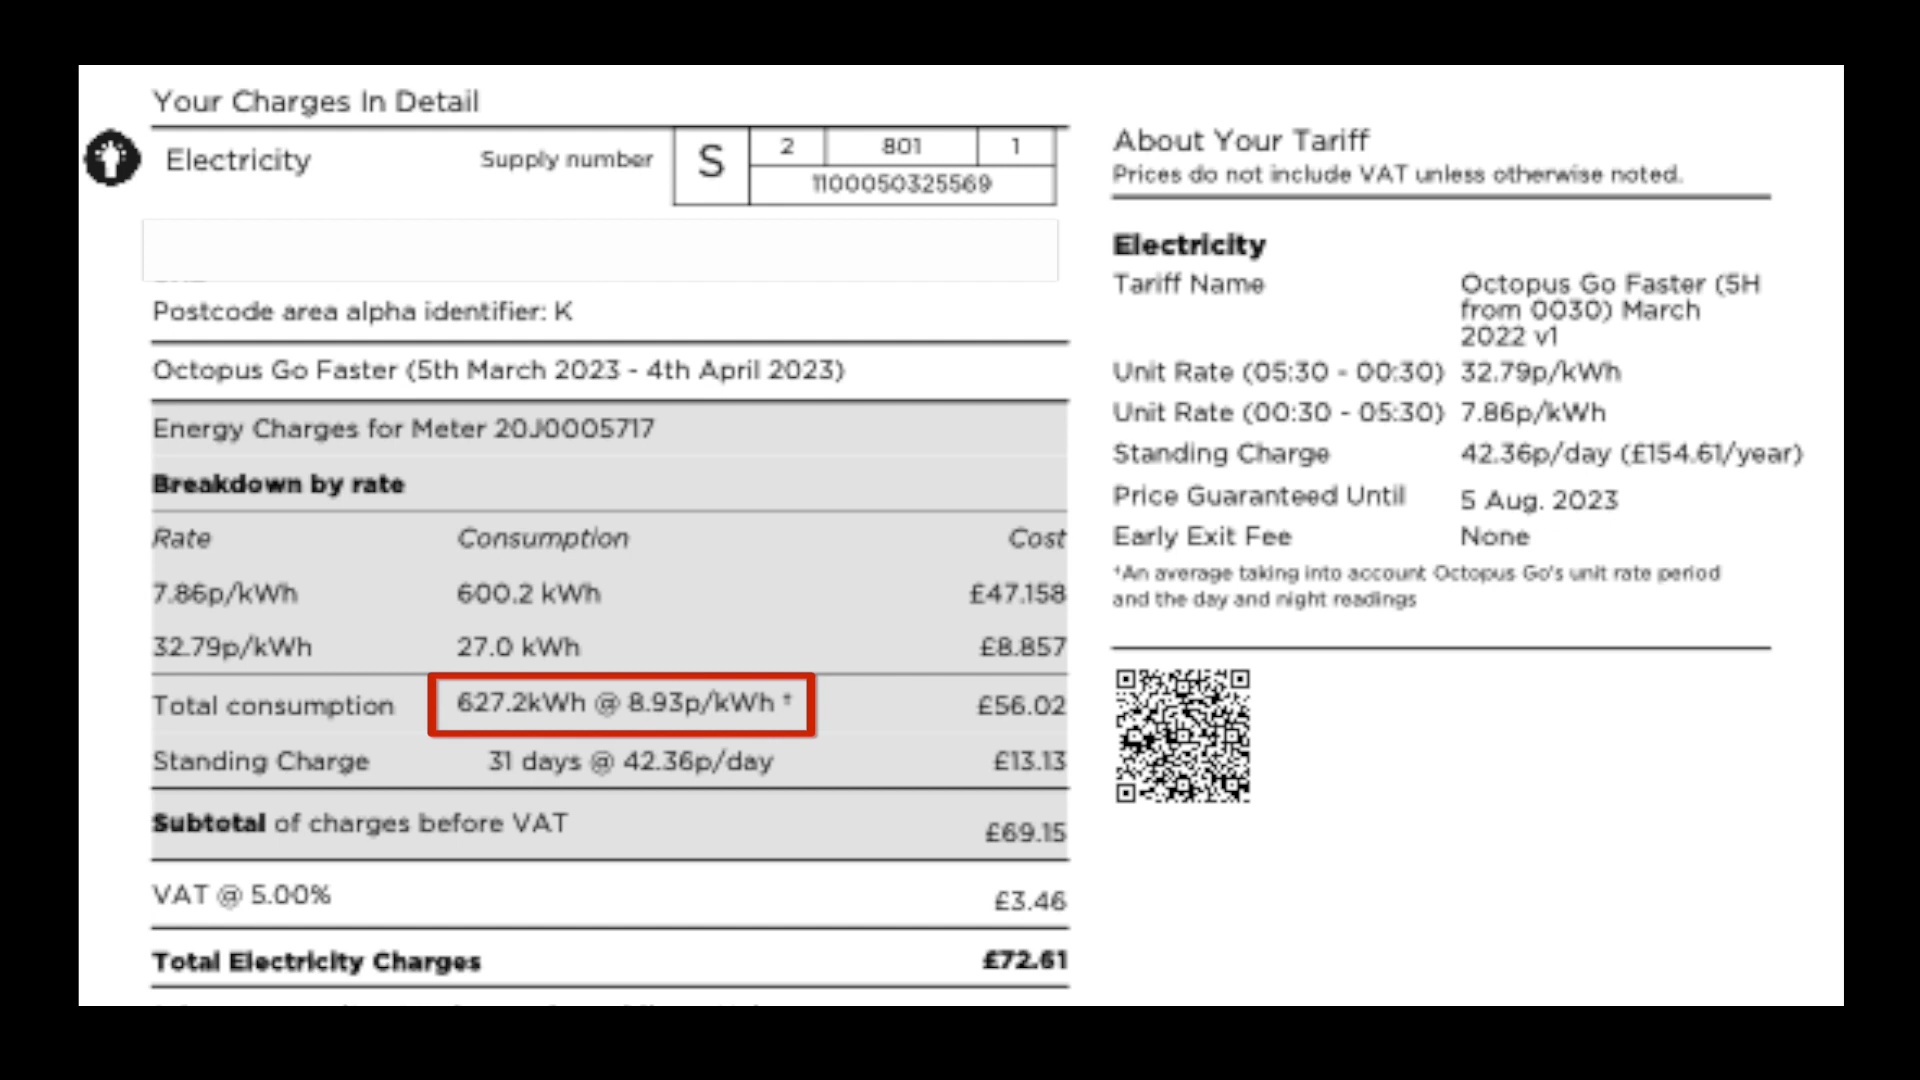 Your Charges In Detail
Electricity
Supply number
S
2
801
1
1100050325569
Postcode area alpha identifier: K
Octopus Go Faster (5th March 2023 - 4th April 2023)
Energy Charges for Meter 20J0005717
Breakdown by rate
Rate Consumption Cost
7.86p/kWh 600.2 kWh £47.158
32.79p/kWh 27.0 kWh £8.857
Total consumption 627.2kWh @ 8.93p/kWh † £56.02
Standing Charge 31 days @ 42.36p/day £13.13
Subtotal of charges before VAT £69.15
VAT @ 5.00% £3.46
Total Electricity Charges £72.61
About Your Tariff
Prices do not include VAT unless otherwise noted.
Electricity
Tariff Name Octopus Go Faster (5H
from 0030) March
2022 v1
Unit Rate (05:30 - 00:30) 32.79p/kWh
Unit Rate (00:30 - 05:30) 7.86p/kWh
Standing Charge 42.36p/day (£154.61/year)
Price Guaranteed Until 5 Aug. 2023
Early Exit Fee None
†An average taking into account Octopus Go's unit rate period
and the day and night readings